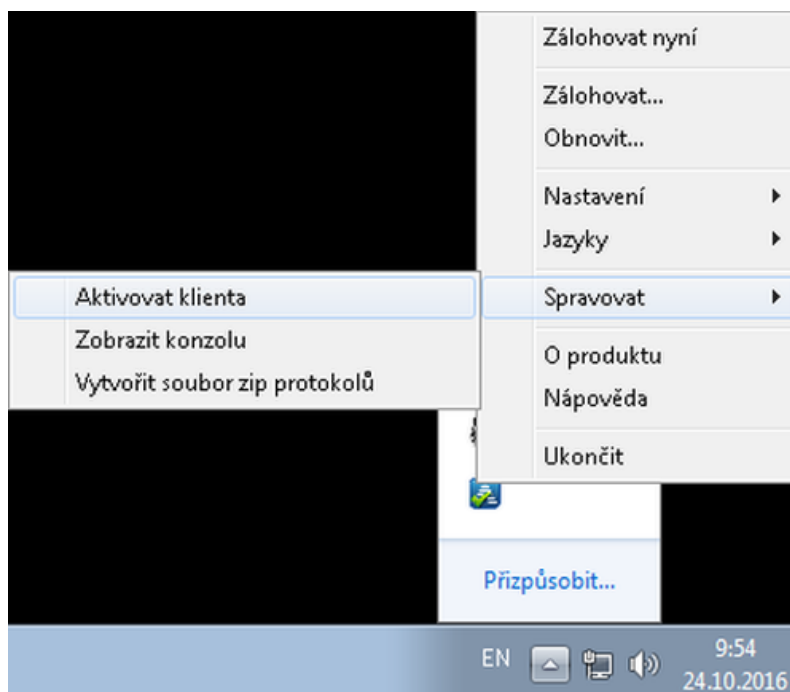 Zálohovat nyní
Zálohovat...
Obnovit...
Nastavení
Jazyky
Spravovat
O produktu
Nápověda
Ukončit
Aktivovat klienta
Zobrazit konzolu
Vytvořit soubor zip protokolů
Přizpůsobit...
EN
9:54
24.10.2016